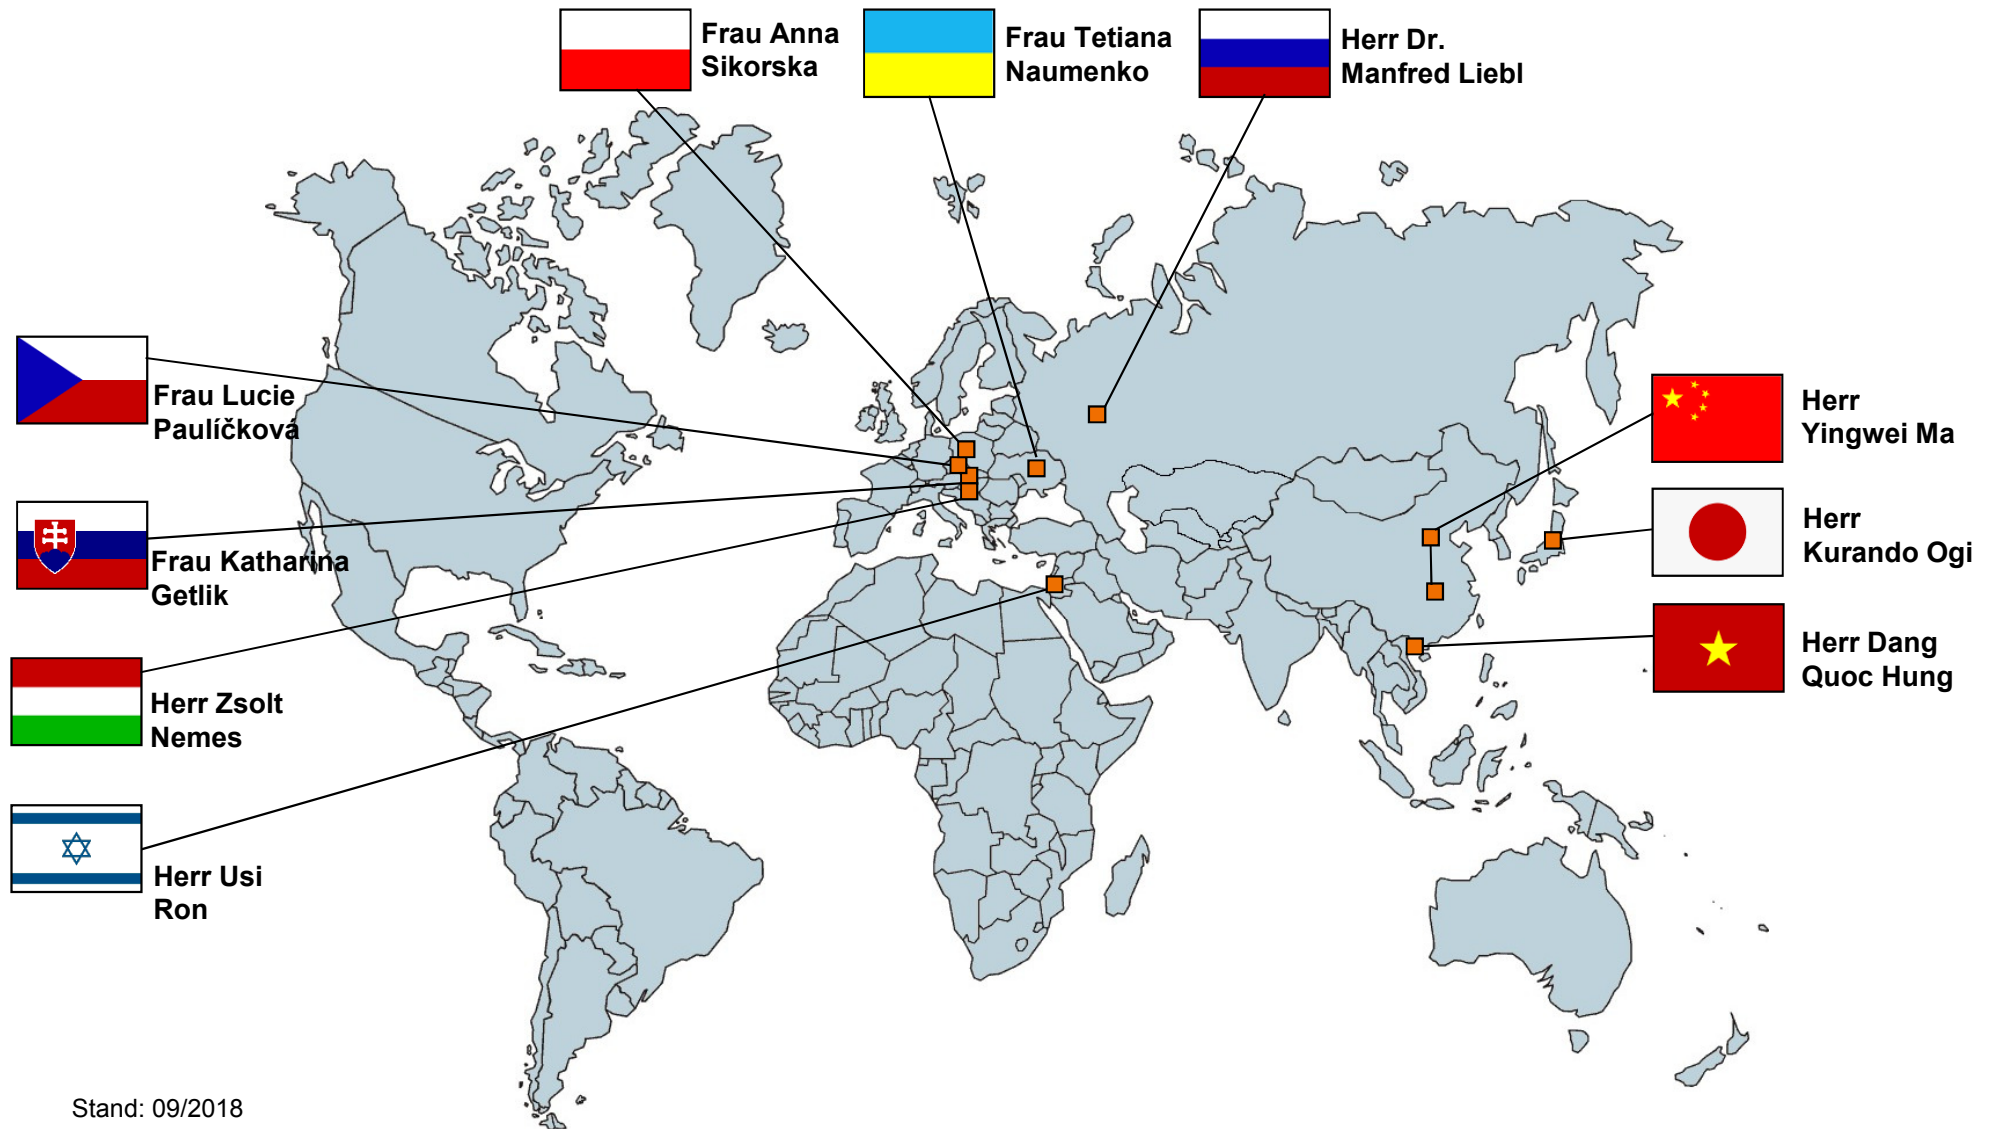 Frau Anna
Sikorska
Frau Tetiana
Naumenko
Herr Dr.
Manfred Liebl
Frau Lucie
Paulíčková
Frau Katharina
Getlik
Herr Zsolt
Nemes
Herr Usi
Ron
Herr
Yingwei Ma
Herr
Kurando Ogi
Herr Dang
Quoc Hung
Stand: 09/2018